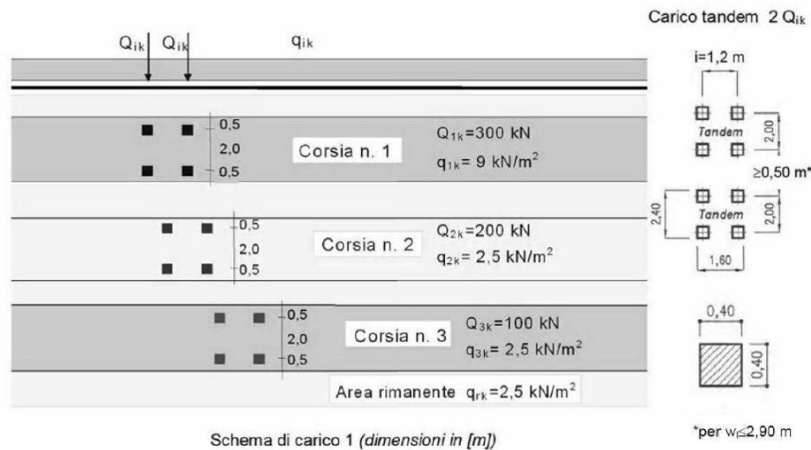 Carico tandem 2 Qik
Qik Qik qik
i=1,2 m
0,5
2,0
0,5
Corsia n. 1
Q1k=300 kN
q1k= 9 kN/m²
Tandem
2,00
≥0,50 m*
0,5
2,0
0,5
Corsia n. 2
Q2k=200 kN
q2k= 2,5 kN/m²
2,40
Tandem
2,00
1,60
0,5
2,0
0,5
Corsia n. 3
Q3k=100 kN
q3k= 2,5 kN/m²
0,40
0,40
Area rimanente qrk=2,5 kN/m²
*per wl≤2,90 m
Schema di carico 1 (dimensioni in [m])